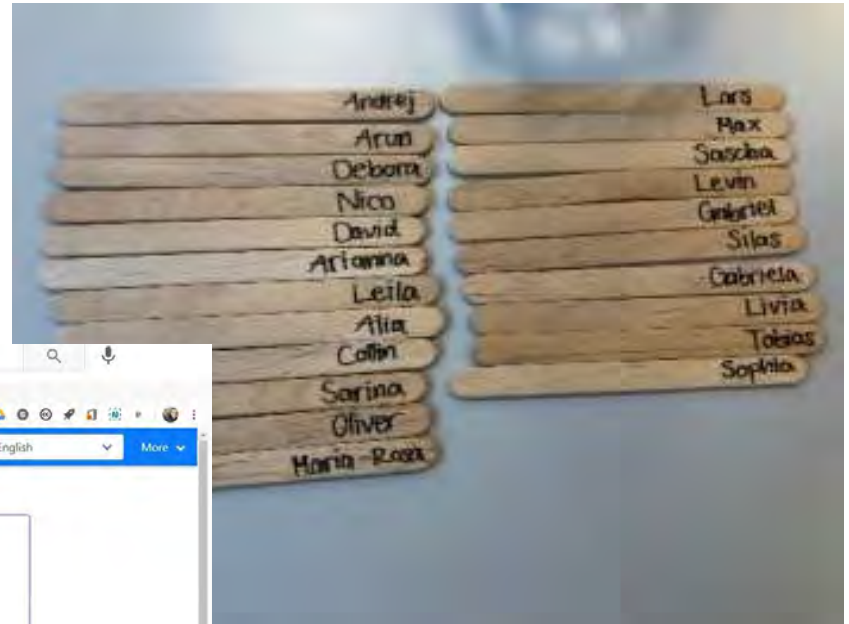 Andrej
Arun
Debora
Nico
David
Arianna
Leila
Alia
Collin
Sarina
Oliver
Maria-Rosa
Lars
Max
Sascha
Levin
Gabriel
Silas
Gabriela
Livia
Tobias
Sophia
English
More